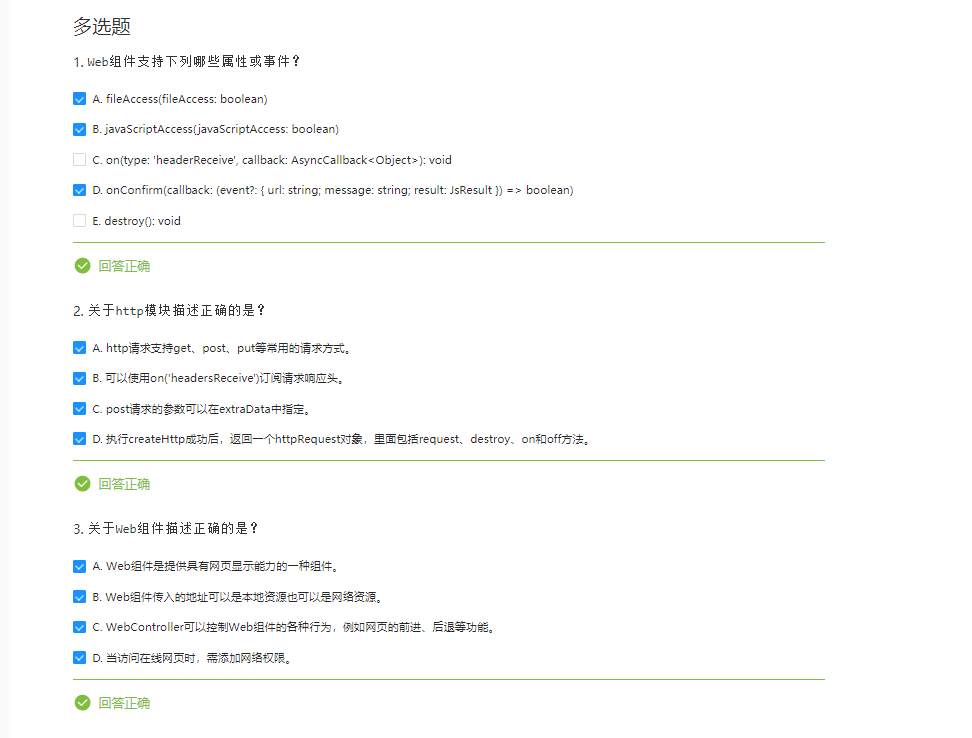 多选题
1. Web组件支持下列哪些属性或事件？
A. fileAccess(fileAccess: boolean)
B. javaScriptAccess(javaScriptAccess: boolean)
C. on(type: 'headerReceive', callback: AsyncCallback<Object>): void
D. onConfirm(callback: (event?: { url: string; message: string; result: JsResult }) => boolean)
E. destroy(): void
回答正确
2. 关于http模块描述正确的是？
A. http请求支持get、post、put等常用的请求方式。
B. 可以使用on('headersReceive')订阅请求响应头。
C. post请求的参数可以在extraData中指定。
D. 执行createHttp成功后，返回一个httpRequest对象，里面包括request、destroy、on和off方法。
回答正确
3. 关于Web组件描述正确的是？
A. Web组件是提供具有网页显示能力的一种组件。
B. Web组件传入的地址可以是本地资源也可以是网络资源。
C. WebController可以控制Web组件的各种行为，例如网页的前进、后退等功能。
D. 当访问在线网页时，需添加网络权限。
回答正确